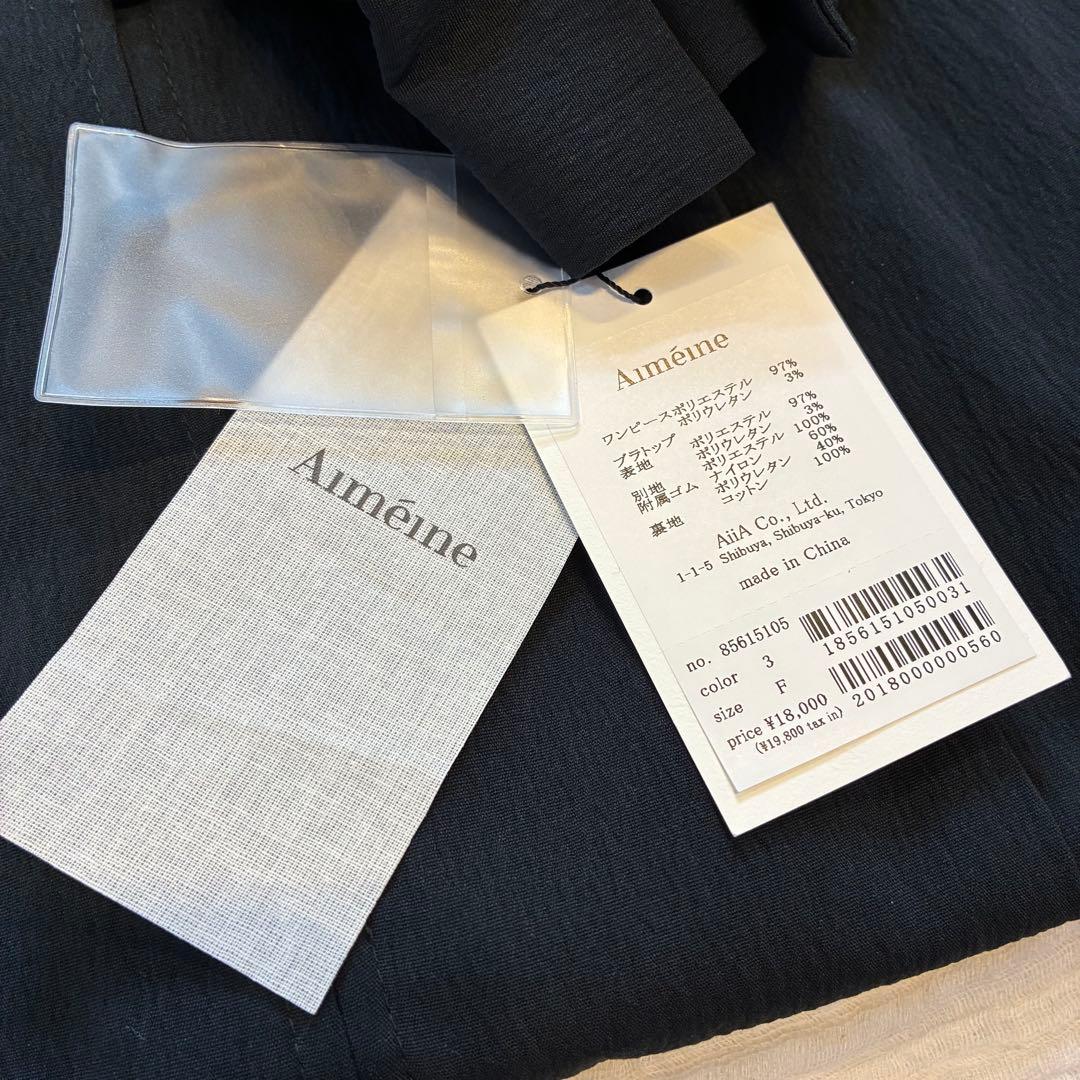 Aıméıne
Aıméıne
ワンピースポリエステル 97%
ポリウレタン 3%
ブラトップ
表地 ポリエステル 97%
ポリウレタン 3%
別地 ポリエステル 100%
附属ゴム ナイロン 60%
ポリウレタン 40%
裏地 コットン 100%
AiiA Co., Ltd.
1-1-5 Shibuya, Shibuya-ku, Tokyo
made in China
no. 85615105
1856151050031
color 3
size F
2018000000560
price ¥18,000
(¥19,800 tax in)